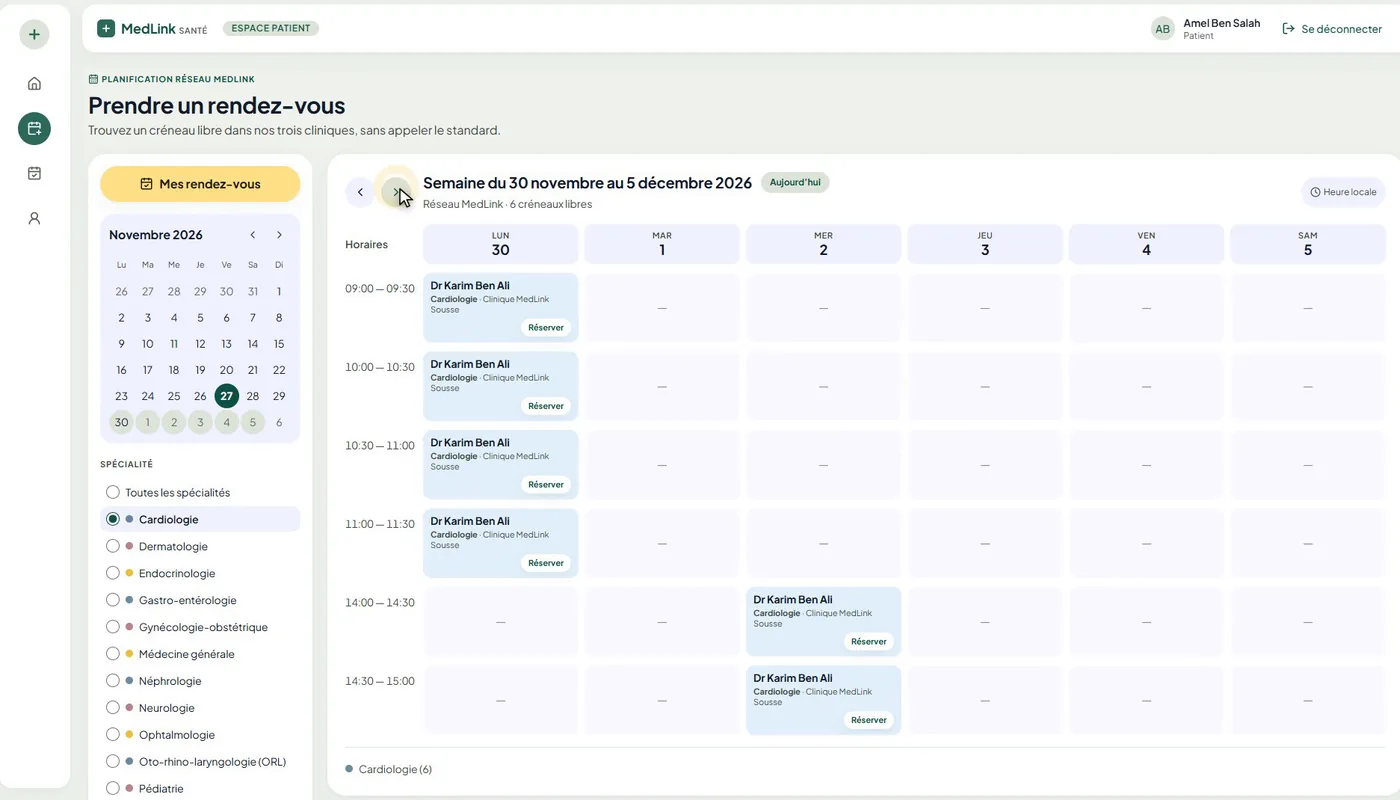 MedLink SANTÉ
ESPACE PATIENT
AB
Amel Ben Salah
Patient
Se déconnecter
PLANIFICATION RÉSEAU MEDLINK
Prendre un rendez-vous
Trouvez un créneau libre dans nos trois cliniques, sans appeler le standard.
Mes rendez-vous
Novembre 2026
Lu Ma Me Je Ve Sa Di
26 27 28 29 30 31 1
2 3 4 5 6 7 8
9 10 11 12 13 14 15
16 17 18 19 20 21 22
23 24 25 26 27 28 29
30 1 2 3 4 5 6
SPÉCIALITÉ
Toutes les spécialités
Cardiologie
Dermatologie
Endocrinologie
Gastro-entérologie
Gynécologie-obstétrique
Médecine générale
Néphrologie
Neurologie
Ophtalmologie
Oto-rhino-laryngologie (ORL)
Pédiatrie
Semaine du 30 novembre au 5 décembre 2026
Aujourd'hui
Réseau MedLink · 6 créneaux libres
Heure locale
Horaires
LUN
30
MAR
1
MER
2
JEU
3
VEN
4
SAM
5
09:00 — 09:30
Dr Karim Ben Ali
Cardiologie · Clinique MedLink
Sousse
Réserver
— — — — —
10:00 — 10:30
Dr Karim Ben Ali
Cardiologie · Clinique MedLink
Sousse
Réserver
— — — — —
10:30 — 11:00
Dr Karim Ben Ali
Cardiologie · Clinique MedLink
Sousse
Réserver
— — — — —
11:00 — 11:30
Dr Karim Ben Ali
Cardiologie · Clinique MedLink
Sousse
Réserver
— — — — —
14:00 — 14:30
— —
Dr Karim Ben Ali
Cardiologie · Clinique MedLink
Sousse
Réserver
— — —
14:30 — 15:00
— —
Dr Karim Ben Ali
Cardiologie · Clinique MedLink
Sousse
Réserver
— — —
Cardiologie (6)